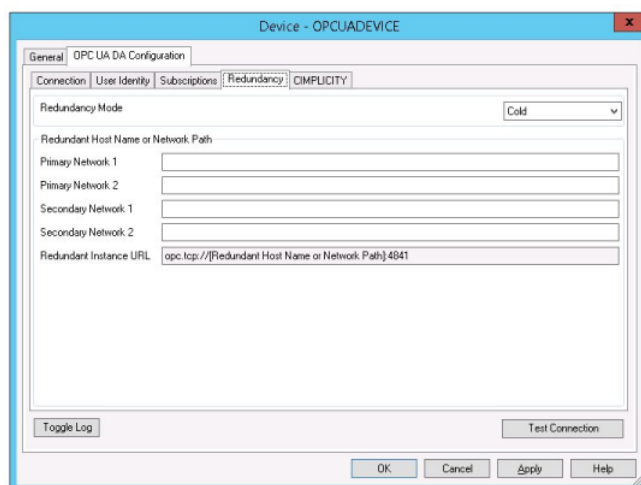 Device - OPCUADEVICE
x
General OPC UA DA Configuration
Connection User Identity Subscriptions Redundancy CIMPLICITY
Redundancy Mode Cold
Redundant Host Name or Network Path
Primary Network 1
Primary Network 2
Secondary Network 1
Secondary Network 2
Redundant Instance URL opc.tcp://[Redundant Host Name or Network Path]:4841
Toggle Log Test Connection
OK Cancel Apply Help